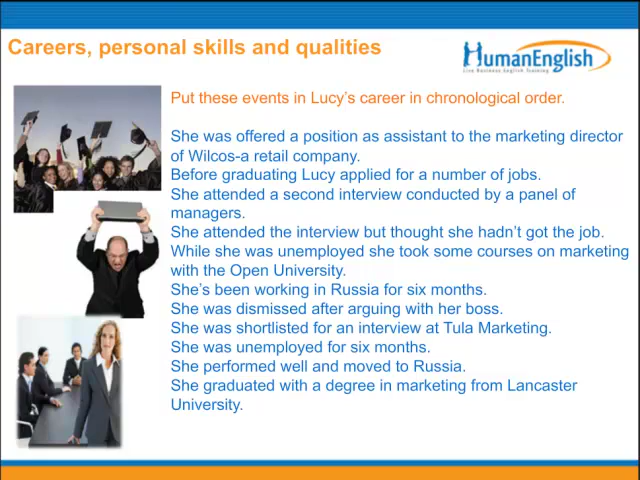 Careers, personal skills and qualities
HumanEnglish
Live Business English Training
Put these events in Lucy's career in chronological order.
She was offered a position as assistant to the marketing director
of Wilcos-a retail company.
Before graduating Lucy applied for a number of jobs.
She attended a second interview conducted by a panel of
managers.
She attended the interview but thought she hadn't got the job.
While she was unemployed she took some courses on marketing
with the Open University.
She's been working in Russia for six months.
She was dismissed after arguing with her boss.
She was shortlisted for an interview at Tula Marketing.
She was unemployed for six months.
She performed well and moved to Russia.
She graduated with a degree in marketing from Lancaster
University.